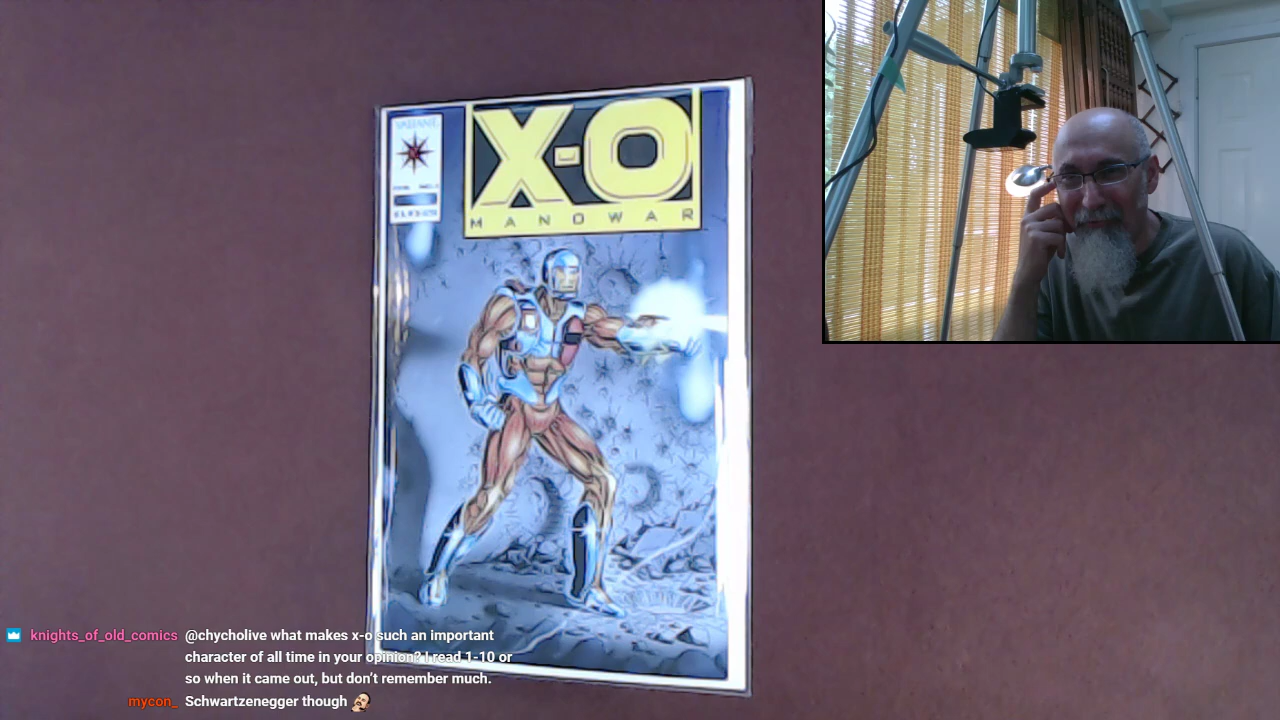 VALIANT
X-O
MANOWAR
knights_of_old_comics @chycholive what makes x-o such an important
character of all time in your opinion? I read 1-10 or
so when it came out, but don't remember much.
mycon_ Schwartzenegger though